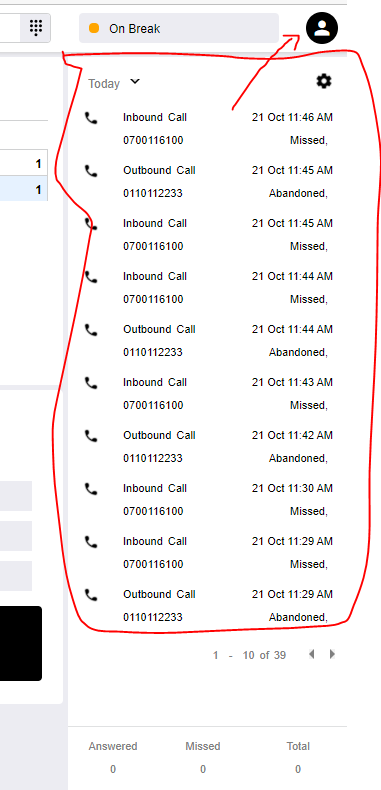 On Break
Today
1
1
Inbound Call 21 Oct 11:46 AM
0700116100 Missed,
Outbound Call 21 Oct 11:45 AM
0110112233 Abandoned,
Inbound Call 21 Oct 11:45 AM
0700116100 Missed,
Inbound Call 21 Oct 11:44 AM
0700116100 Missed,
Outbound Call 21 Oct 11:44 AM
0110112233 Abandoned,
Inbound Call 21 Oct 11:43 AM
0700116100 Missed,
Outbound Call 21 Oct 11:42 AM
0110112233 Abandoned,
Inbound Call 21 Oct 11:30 AM
0700116100 Missed,
Inbound Call 21 Oct 11:29 AM
0700116100 Missed,
Outbound Call 21 Oct 11:29 AM
0110112233 Abandoned,
1 - 10 of 39
Answered Missed Total
0 0 0